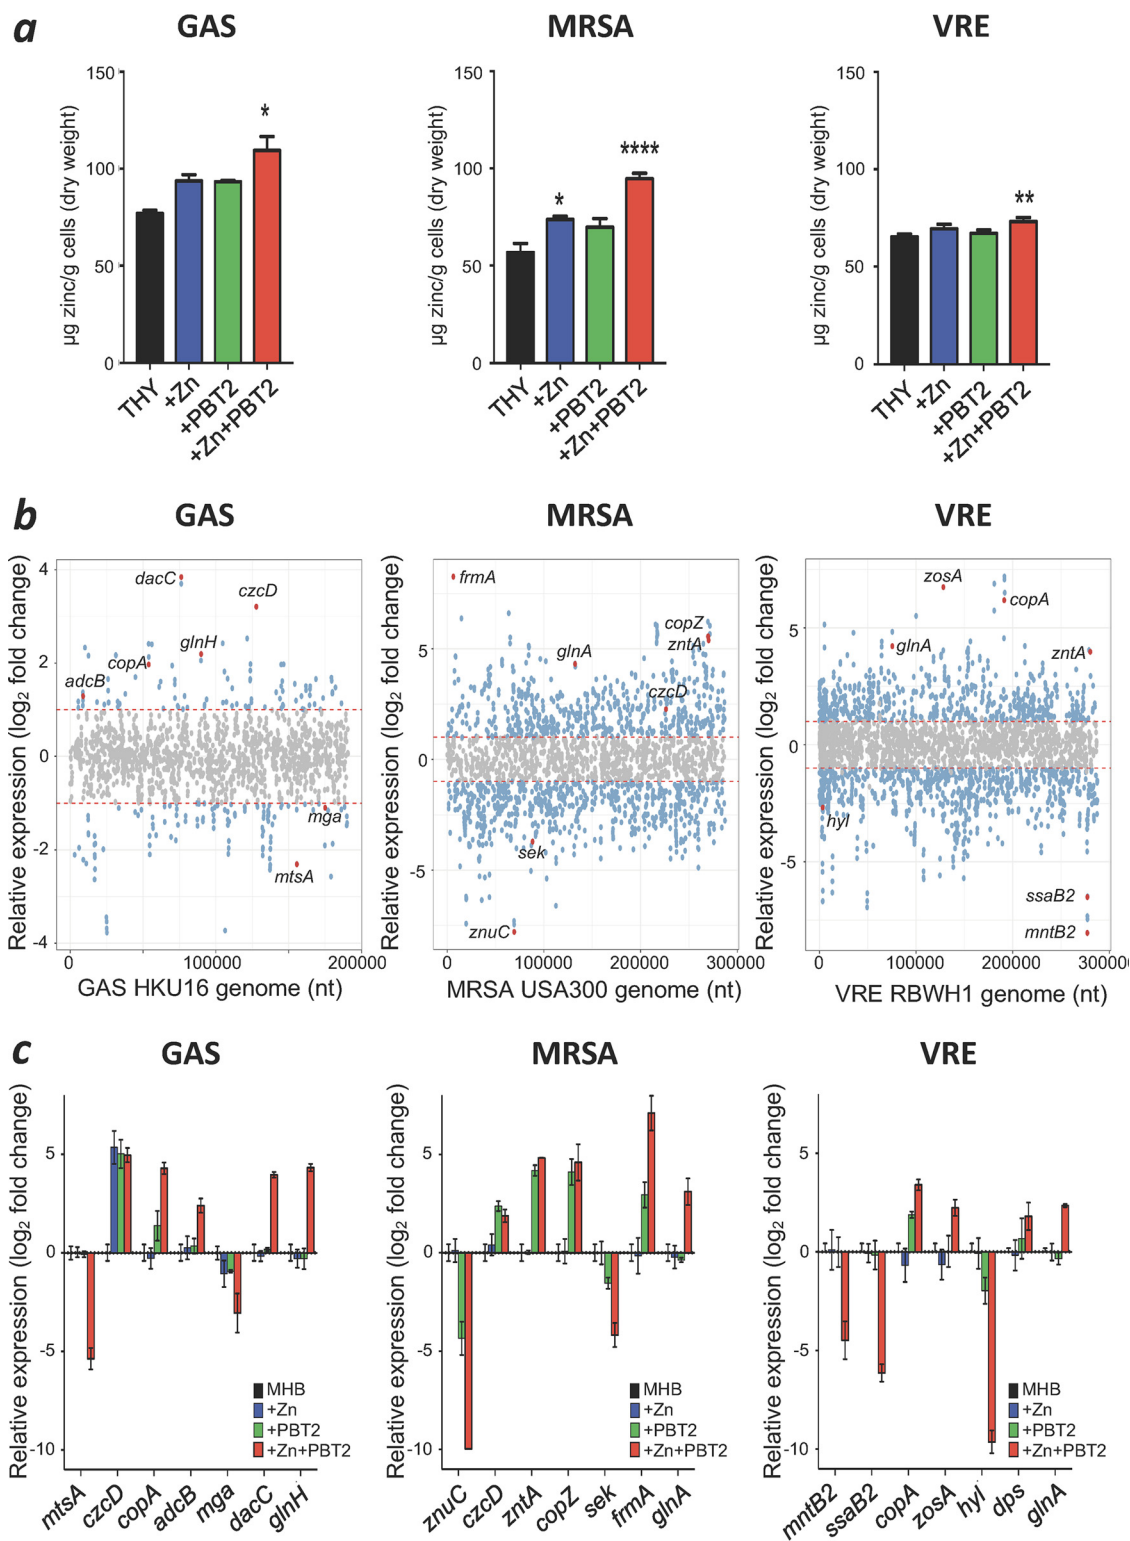 a
GAS
MRSA
VRE
µg zinc/g cells (dry weight)
150
100
50
0
THY
+Zn
+PBT2
+Zn+PBT2
*
µg zinc/g cells (dry weight)
150
100
50
0
THY
+Zn
+PBT2
+Zn+PBT2
*
****
µg zinc/g cells (dry weight)
150
100
50
0
THY
+Zn
+PBT2
+Zn+PBT2
**
b
GAS
MRSA
VRE
Relative expression (log2 fold change)
4
2
0
-2
-4
dacC
czcD
glnH
copA
adcB
mga
mtsA
0
100000
200000
GAS HKU16 genome (nt)
Relative expression (log2 fold change)
5
0
-5
frmA
copZ
zntA
glnA
czcD
sek
znuC
0
100000
200000
300000
MRSA USA300 genome (nt)
Relative expression (log2 fold change)
5
0
-5
zosA
copA
glnA
zntA
hyl
ssaB2
mntB2
0
100000
200000
300000
VRE RBWH1 genome (nt)
c
GAS
MRSA
VRE
Relative expression (log2 fold change)
5
0
-5
-10
MHB
+Zn
+PBT2
+Zn+PBT2
mtsA
czcD
copA
adcB
mga
dacC
glnH
Relative expression (log2 fold change)
5
0
-5
-10
MHB
+Zn
+PBT2
+Zn+PBT2
znuC
czcD
zntA
copZ
sek
frmA
glnA
Relative expression (log2 fold change)
5
0
-5
-10
MHB
+Zn
+PBT2
+Zn+PBT2
mntB2
ssaB2
copA
zosA
hyl
dps
glnA